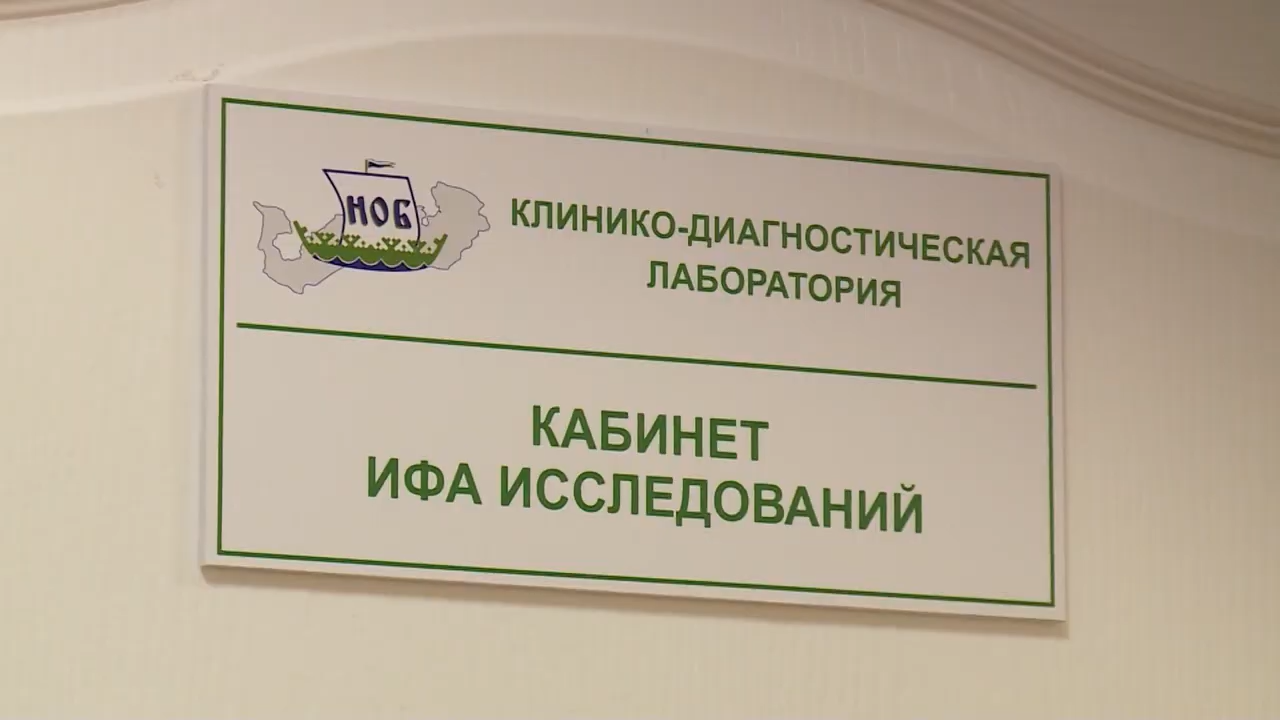 НОБ
КЛИНИКО-ДИАГНОСТИЧЕСКАЯ
ЛАБОРАТОРИЯ
КАБИНЕТ
ИФА ИССЛЕДОВАНИЙ